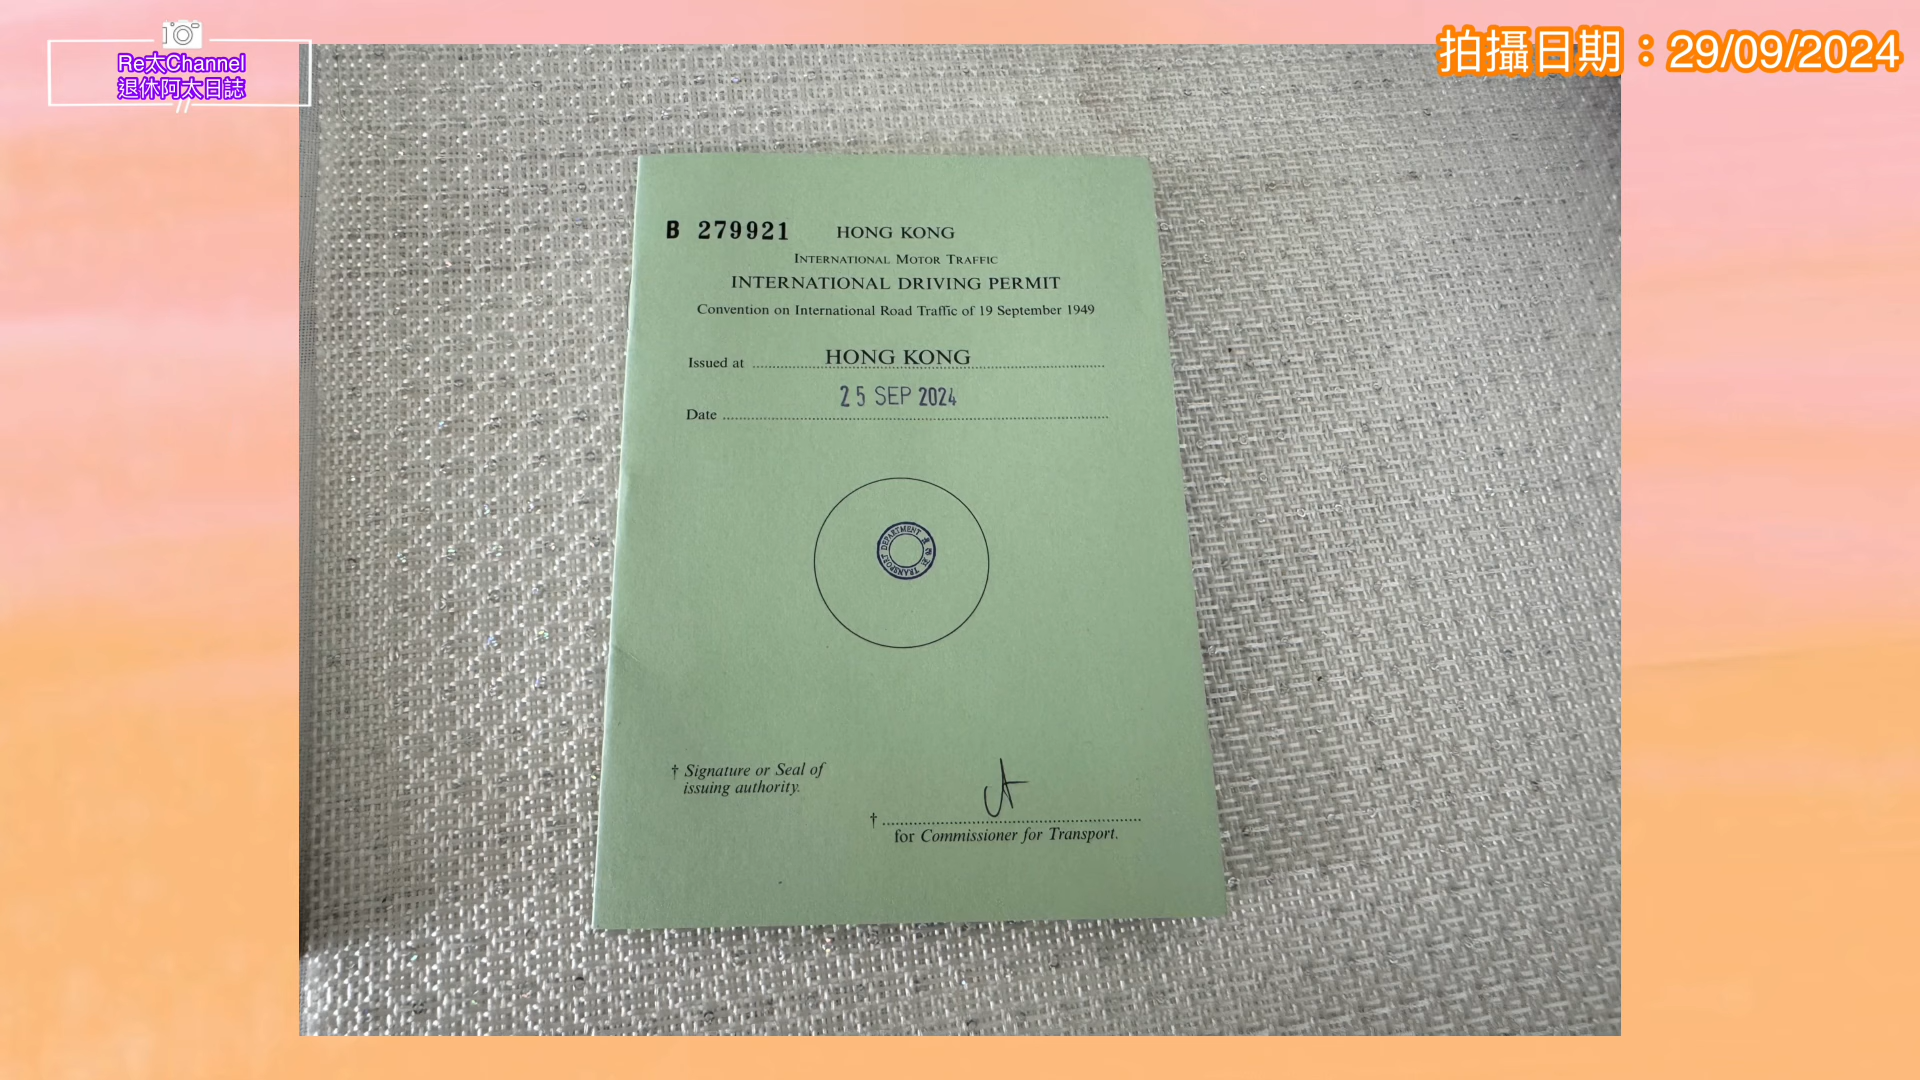 Re太Channel
退休阿太日誌
拍攝日期：29/09/2024
B 279921
HONG KONG
INTERNATIONAL MOTOR TRAFFIC
INTERNATIONAL DRIVING PERMIT
Convention on International Road Traffic of 19 September 1949
Issued at HONG KONG
25 SEP 2024
Date
TRANSPORT DEPARTMENT
† Signature or Seal of
issuing authority.
†
for Commissioner for Transport.